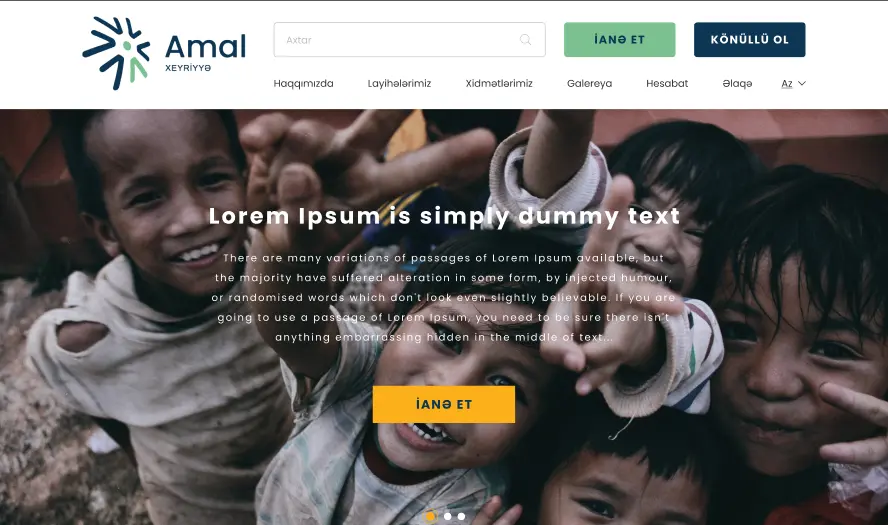 Amal
XEYRİYYƏ
Axtar
İANƏ ET
KÖNÜLLÜ OL
Haqqımızda
Layihələrimiz
Xidmətlərimiz
Galereya
Hesabat
Əlaqə
Az
Lorem Ipsum is simply dummy text
There are many variations of passages of Lorem Ipsum available, but
the majority have suffered alteration in some form, by injected humour,
or randomised words which don't look even slightly believable. If you are
going to use a passage of Lorem Ipsum, you need to be sure there isn't
anything embarrassing hidden in the middle of text...
İANƏ ET